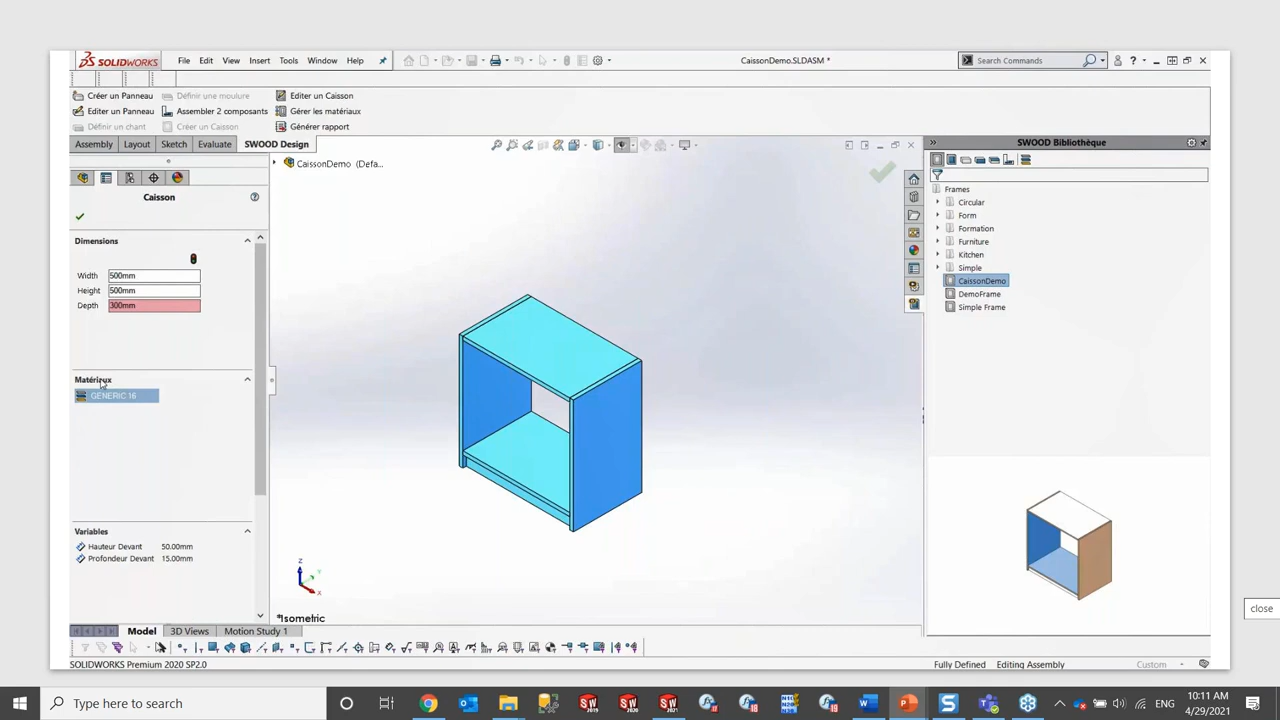 SOLIDWORKS
File Edit View Insert Tools Window Help
CaissonDemo.SLDASM *
Search Commands
Créer un Panneau Définir une moulure Editer un Caisson
Editer un Panneau Assembler 2 composants Gérer les matériaux
Définir un chant Créer un Caisson Générer rapport
Assembly Layout Sketch Evaluate SWOOD Design
CaissonDemo (Defa...
Caisson
Dimensions
Width 500mm
Height 500mm
Depth 300mm
Matériaux
GENERIC 16
Variables
Hauteur Devant 50.00mm
Profondeur Devant 15.00mm
Z
Y
X
*Isometric
SWOOD Bibliothèque
Frames
Circular
Form
Formation
Furniture
Kitchen
Simple
CaissonDemo
DemoFrame
Simple Frame
close
Model 3D Views Motion Study 1
SOLIDWORKS Premium 2020 SP2.0
Fully Defined Editing Assembly Custom
Type here to search
ENG
10:11 AM
4/29/2021